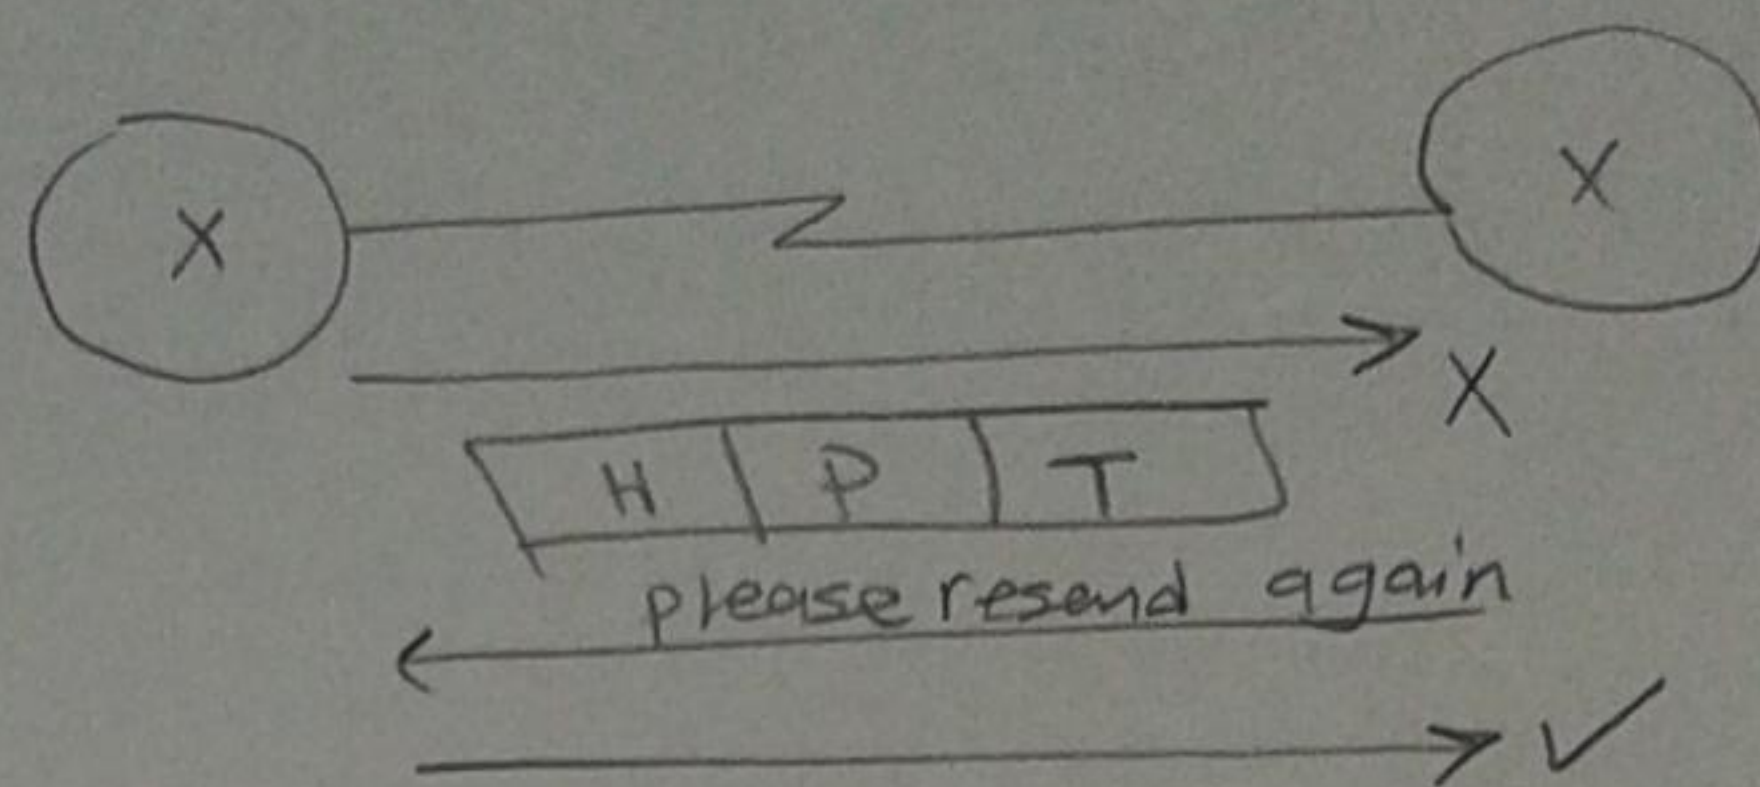 X X
X
H P T
please resend again
✓